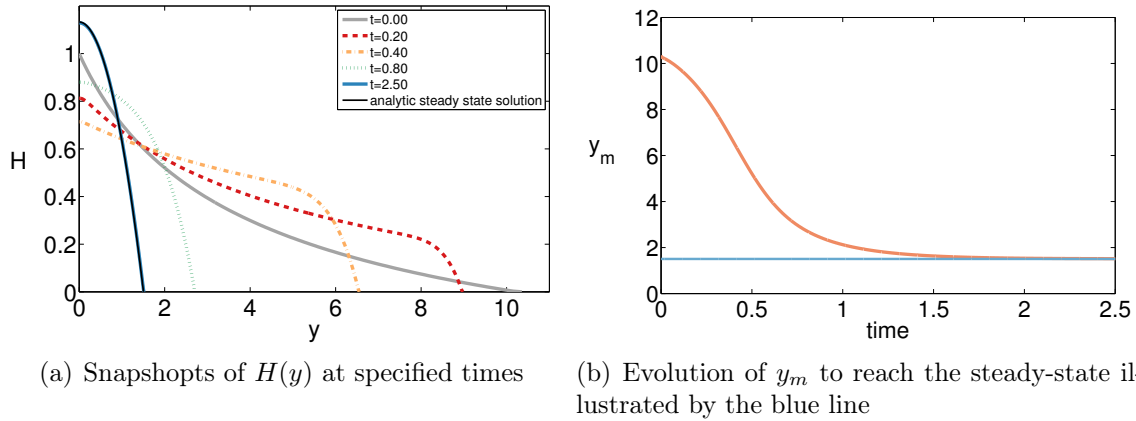 t=0.00
t=0.20
t=0.40
t=0.80
t=2.50
analytic steady state solution
1
0.8
0.6
0.4
0.2
0
H
0 2 4 6 8 10
y
12
10
8
6
4
2
0
y_m
0 0.5 1 1.5 2 2.5
time
(a) Snapshopts of H(y) at specified times
(b) Evolution of y_m to reach the steady-state il-
lustrated by the blue line